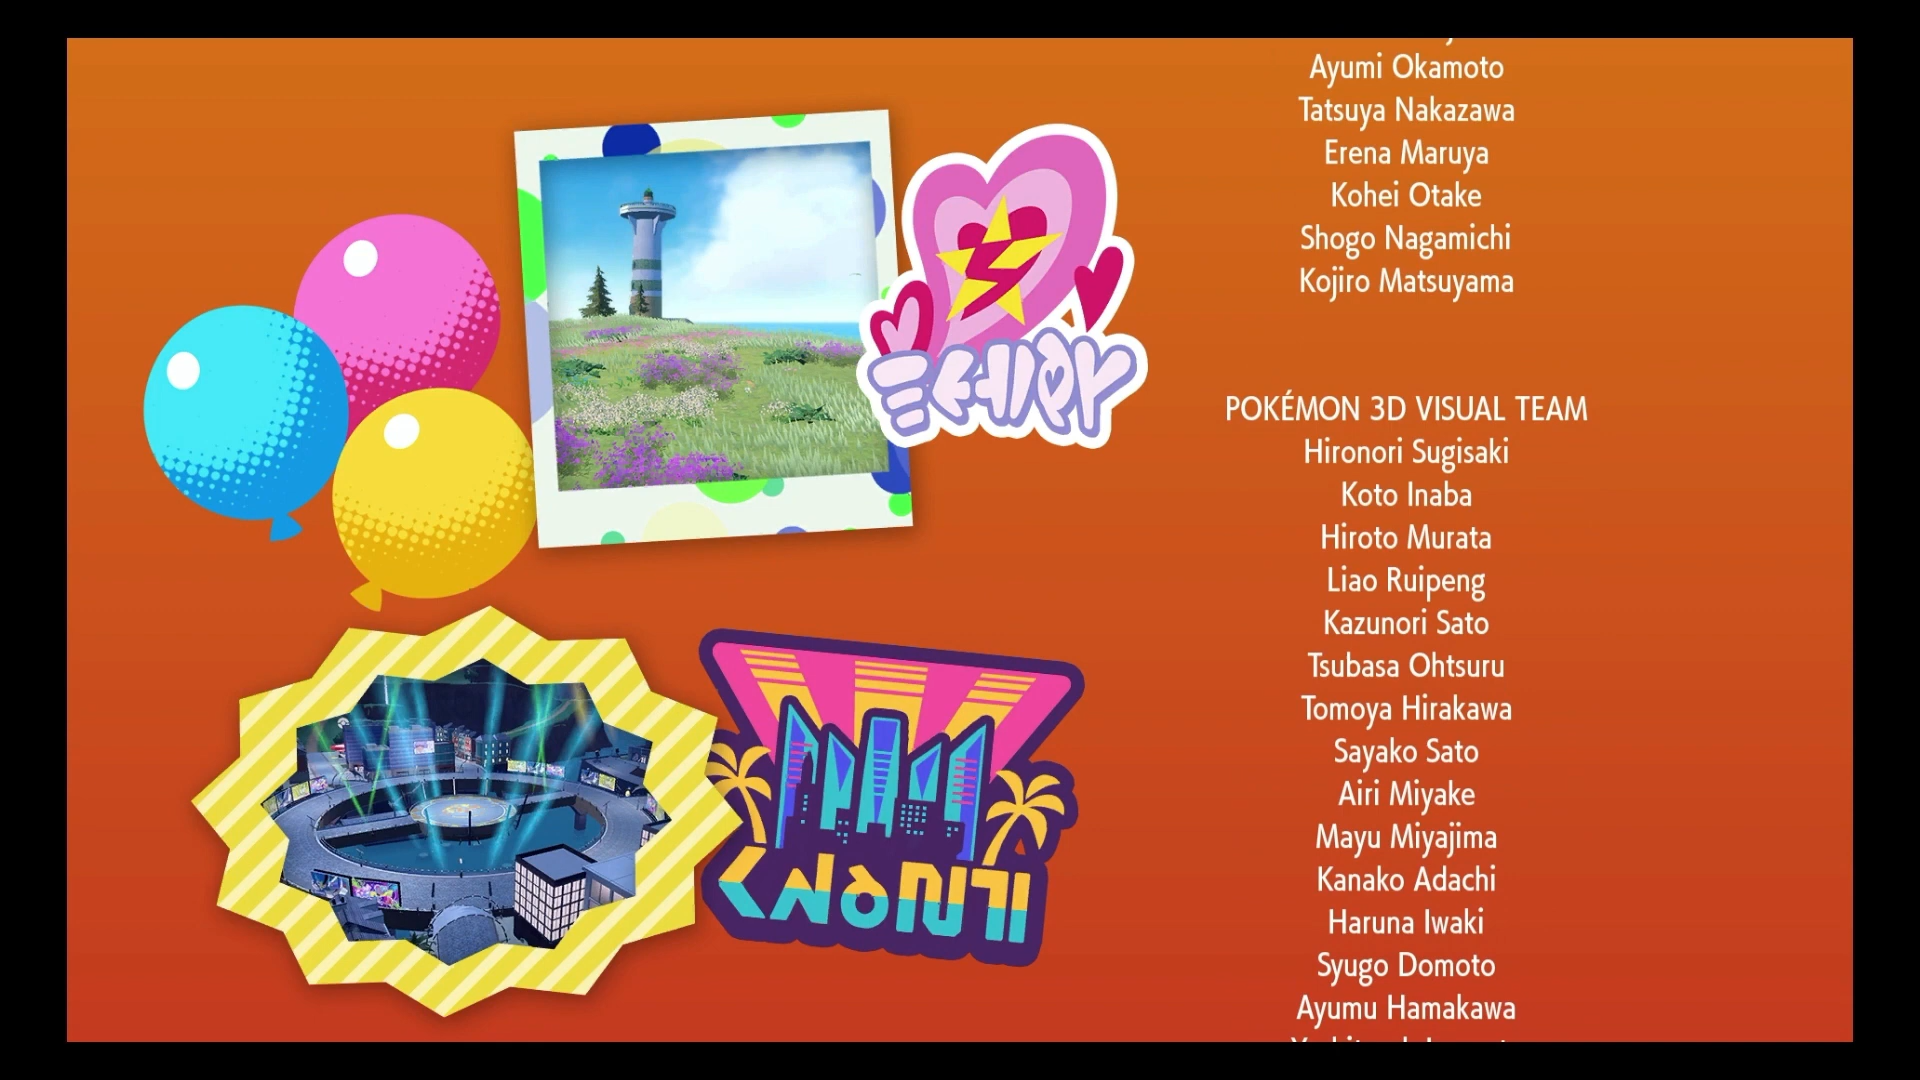 Ayumi Okamoto
Tatsuya Nakazawa
Erena Maruya
Kohei Otake
Shogo Nagamichi
Kojiro Matsuyama
POKÉMON 3D VISUAL TEAM
Hironori Sugisaki
Koto Inaba
Hiroto Murata
Liao Ruipeng
Kazunori Sato
Tsubasa Ohtsuru
Tomoya Hirakawa
Sayako Sato
Airi Miyake
Mayu Miyajima
Kanako Adachi
Haruna Iwaki
Syugo Domoto
Ayumu Hamakawa